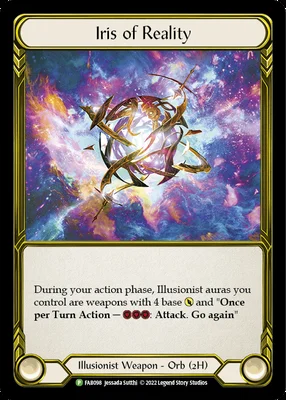 Iris of Reality
During your action phase, Illusionist auras you
control are weapons with 4 base and "Once
per Turn Action — : Attack. Go again"
Illusionist Weapon - Orb (2H)
P FAB098 Jessada Sutthi © 2022 Legend Story Studios